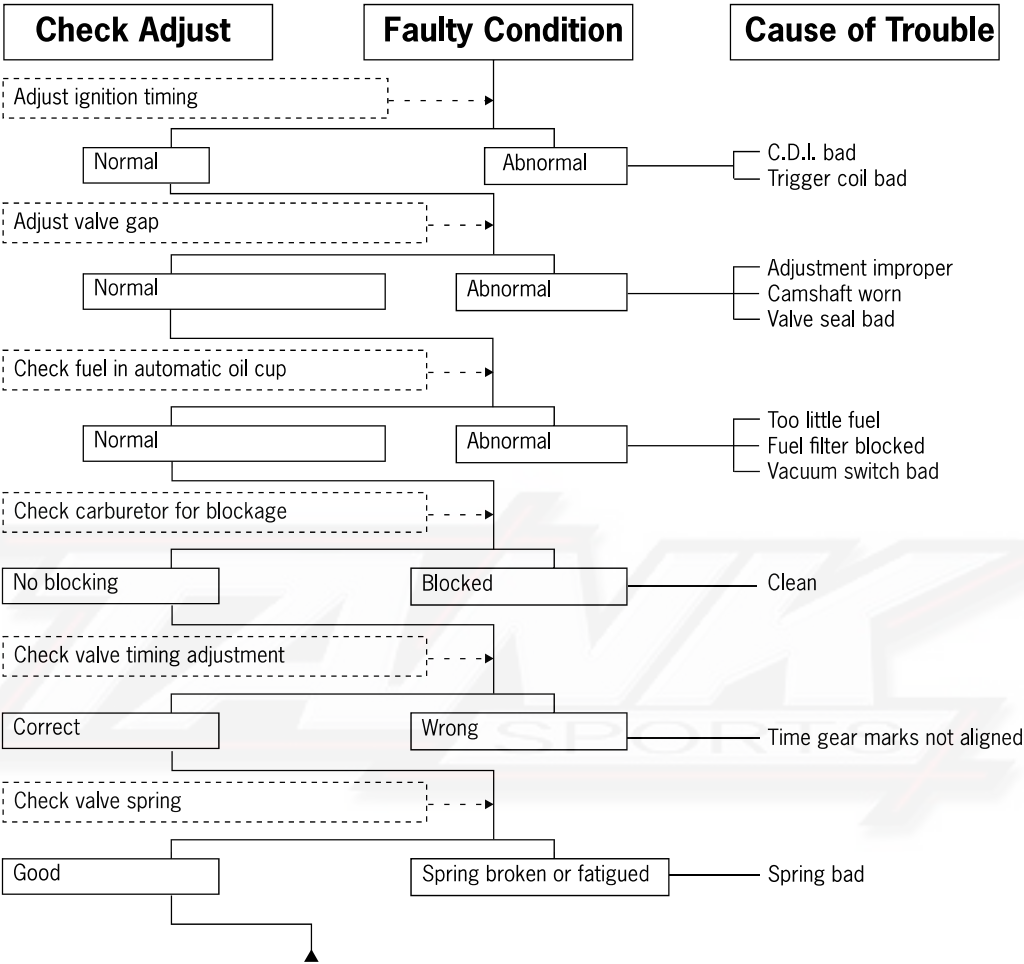 Check Adjust
Faulty Condition
Cause of Trouble
Adjust ignition timing
Normal
Abnormal
C.D.I. bad
Trigger coil bad
Adjust valve gap
Normal
Abnormal
Adjustment improper
Camshaft worn
Valve seal bad
Check fuel in automatic oil cup
Normal
Abnormal
Too little fuel
Fuel filter blocked
Vacuum switch bad
Check carburetor for blockage
No blocking
Blocked
Clean
Check valve timing adjustment
Correct
Wrong
Time gear marks not aligned
Check valve spring
Good
Spring broken or fatigued
Spring bad
TANK
SPORTS